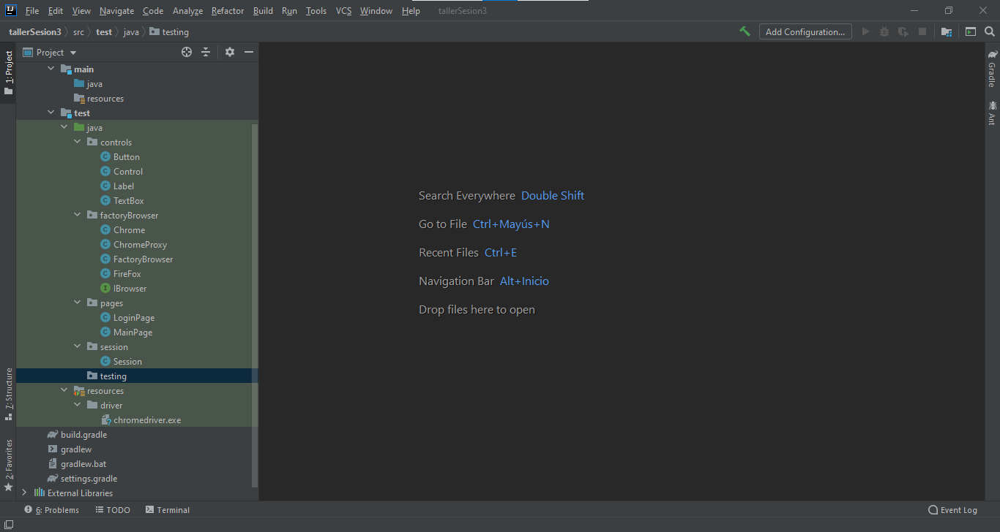 File Edit View Navigate Code Analyze Refactor Build Run Tools VCS Window Help tallerSesion3
tallerSesion3 src test java testing Add Configuration...
1: Project
Project
main
java
resources
test
java
controls
Button
Control
Label
TextBox
factoryBrowser
Chrome
ChromeProxy
FactoryBrowser
FireFox
IBrowser
pages
LoginPage
MainPage
session
Session
testing
resources
driver
chromedriver.exe
build.gradle
gradlew
gradlew.bat
settings.gradle
External Libraries
7: Structure
2: Favorites
Search Everywhere Double Shift
Go to File Ctrl+Mayús+N
Recent Files Ctrl+E
Navigation Bar Alt+Inicio
Drop files here to open
Gradle
Ant
6: Problems TODO Terminal Event Log